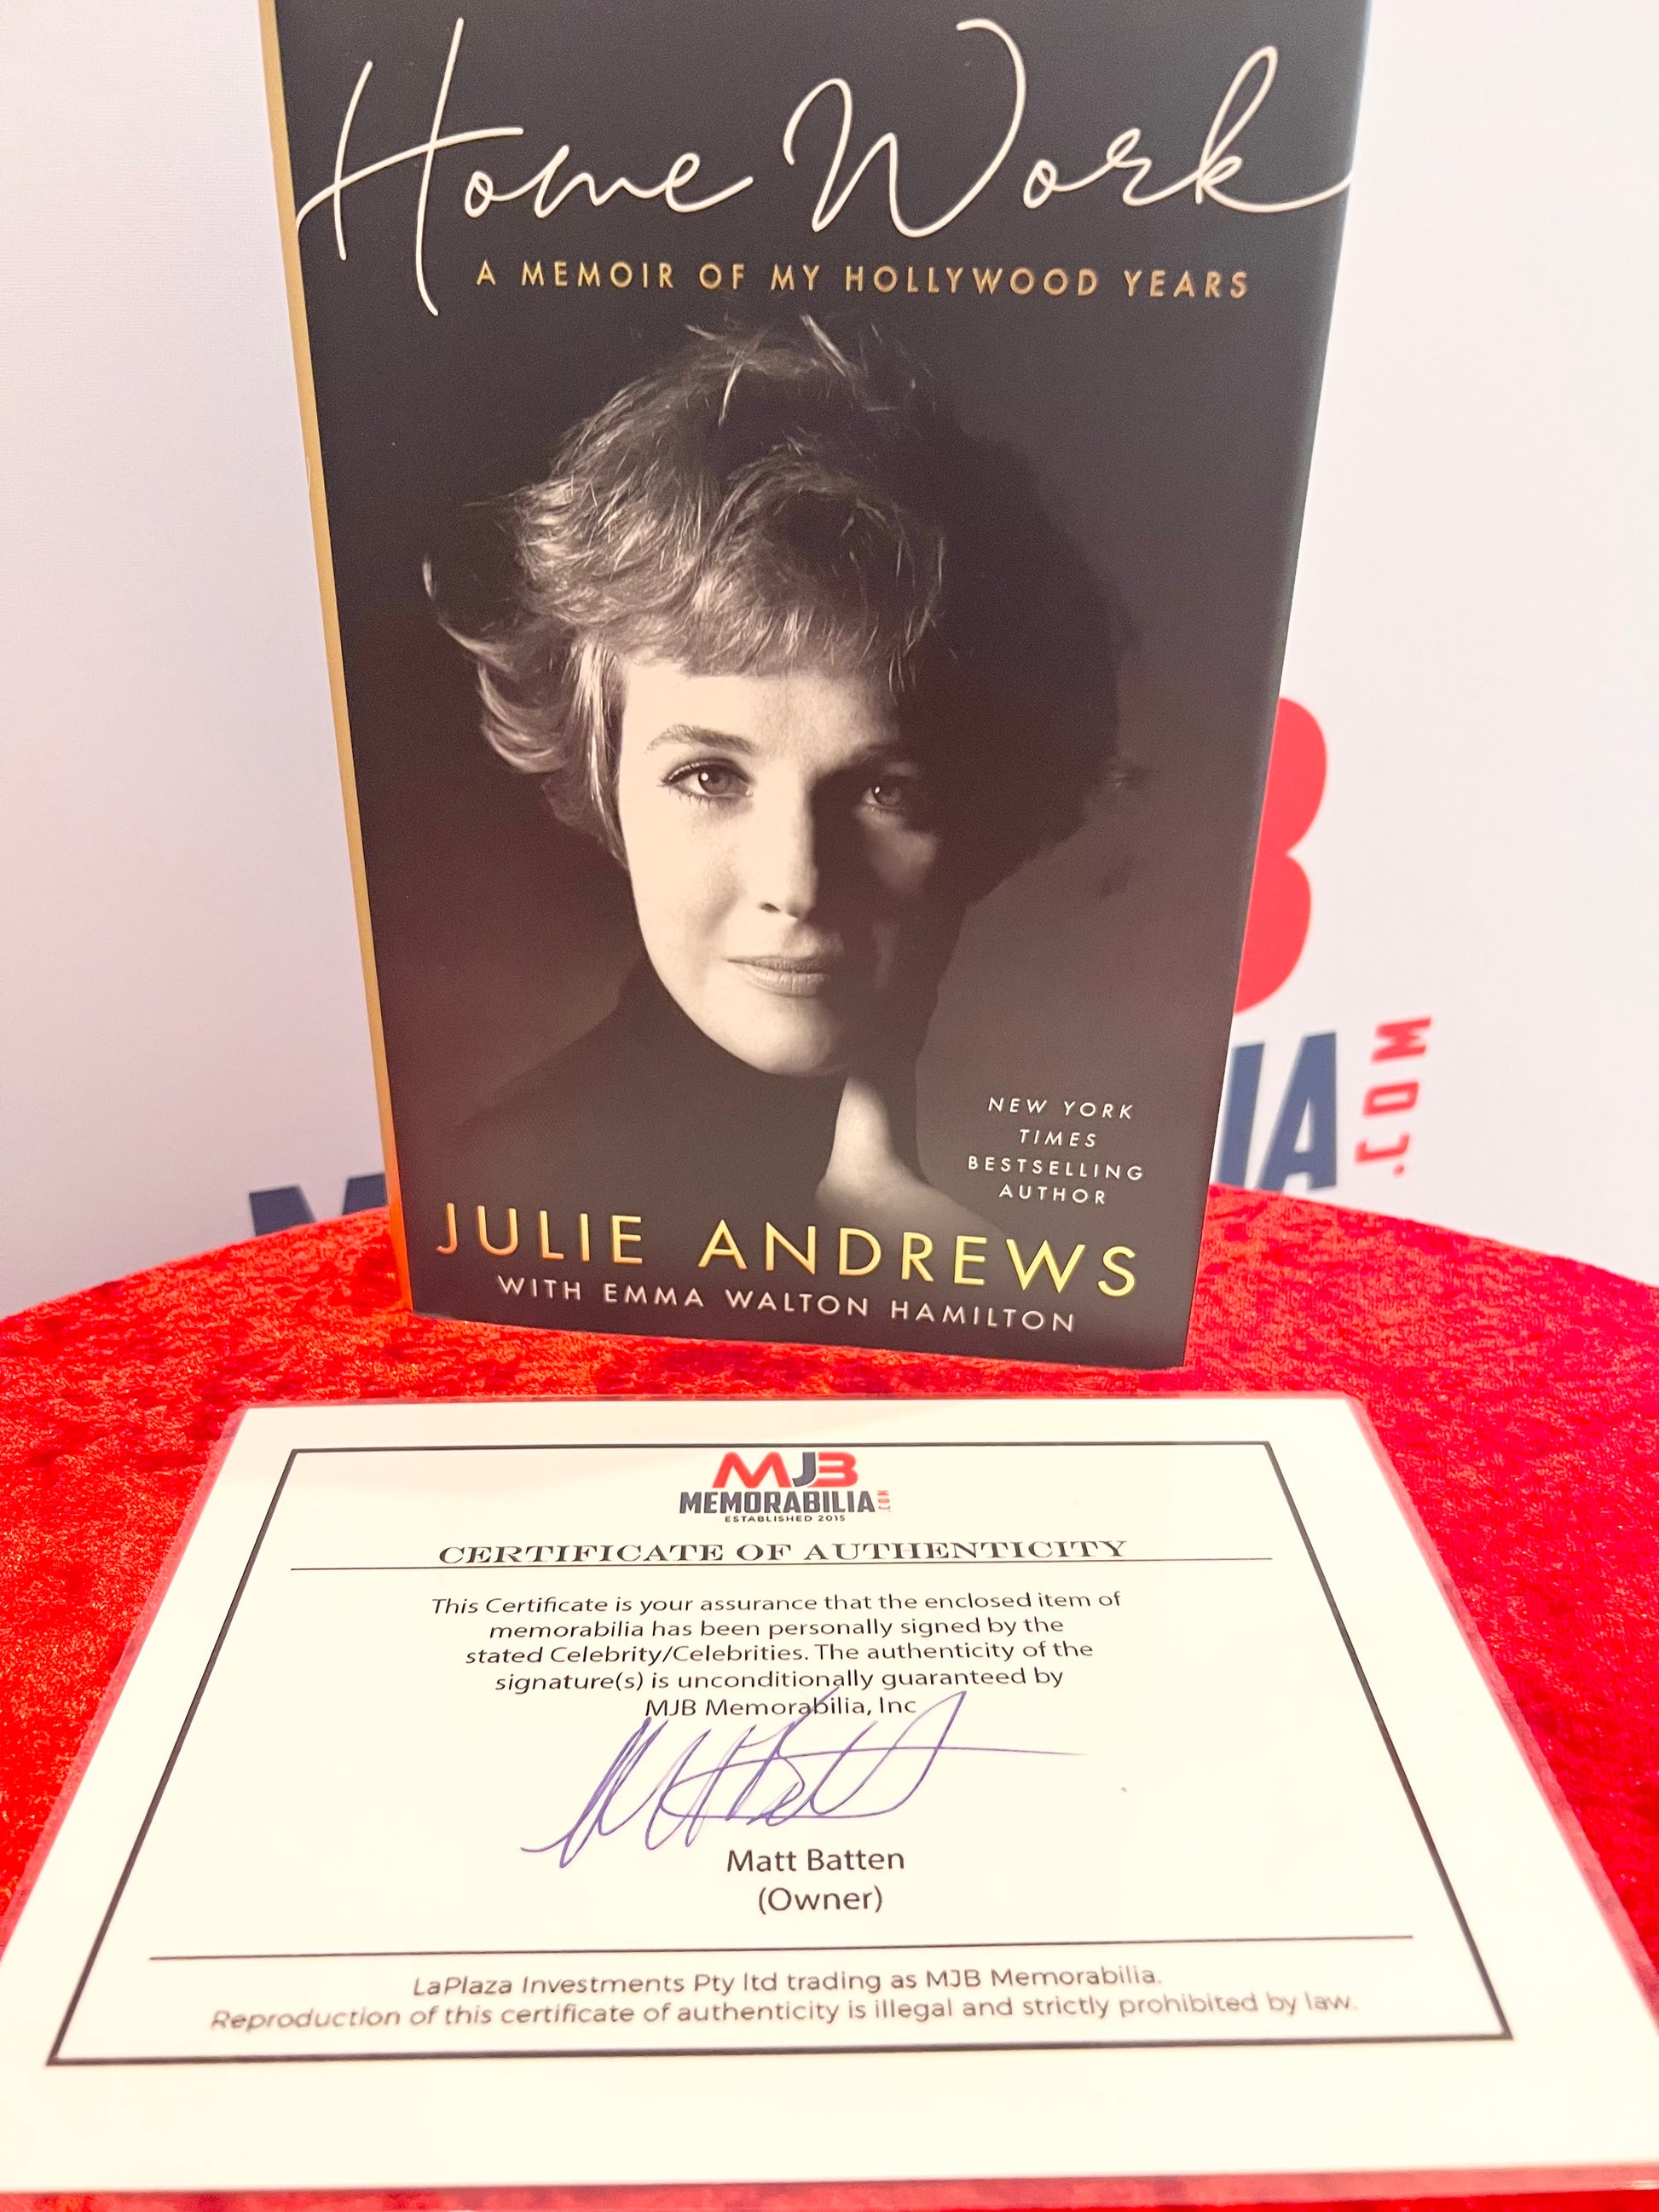 Home Work
A MEMOIR OF MY HOLLYWOOD YEARS
NEW YORK
TIMES
BESTSELLING
AUTHOR
JULIE ANDREWS
WITH EMMA WALTON HAMILTON
MJB
MEMORABILIA.COM
ESTABLISHED 2015
CERTIFICATE OF AUTHENTICITY
This Certificate is your assurance that the enclosed item of
memorabilia has been personally signed by the
stated Celebrity/Celebrities. The authenticity of the
signature(s) is unconditionally guaranteed by
MJB Memorabilia, Inc
Matt Batten
(Owner)
LaPlaza Investments Pty ltd trading as MJB Memorabilia.
Reproduction of this certificate of authenticity is illegal and strictly prohibited by law.